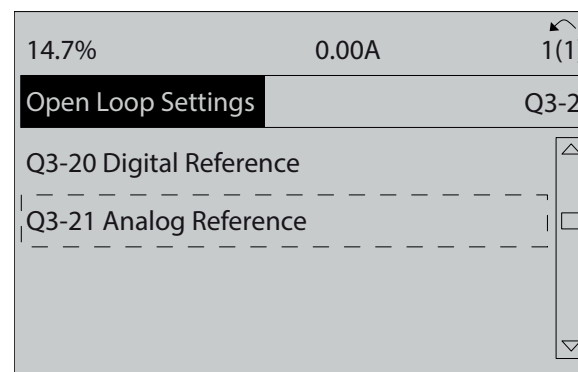 14.7% 0.00A 1(1)
Open Loop Settings Q3-2
Q3-20 Digital Reference
Q3-21 Analog Reference